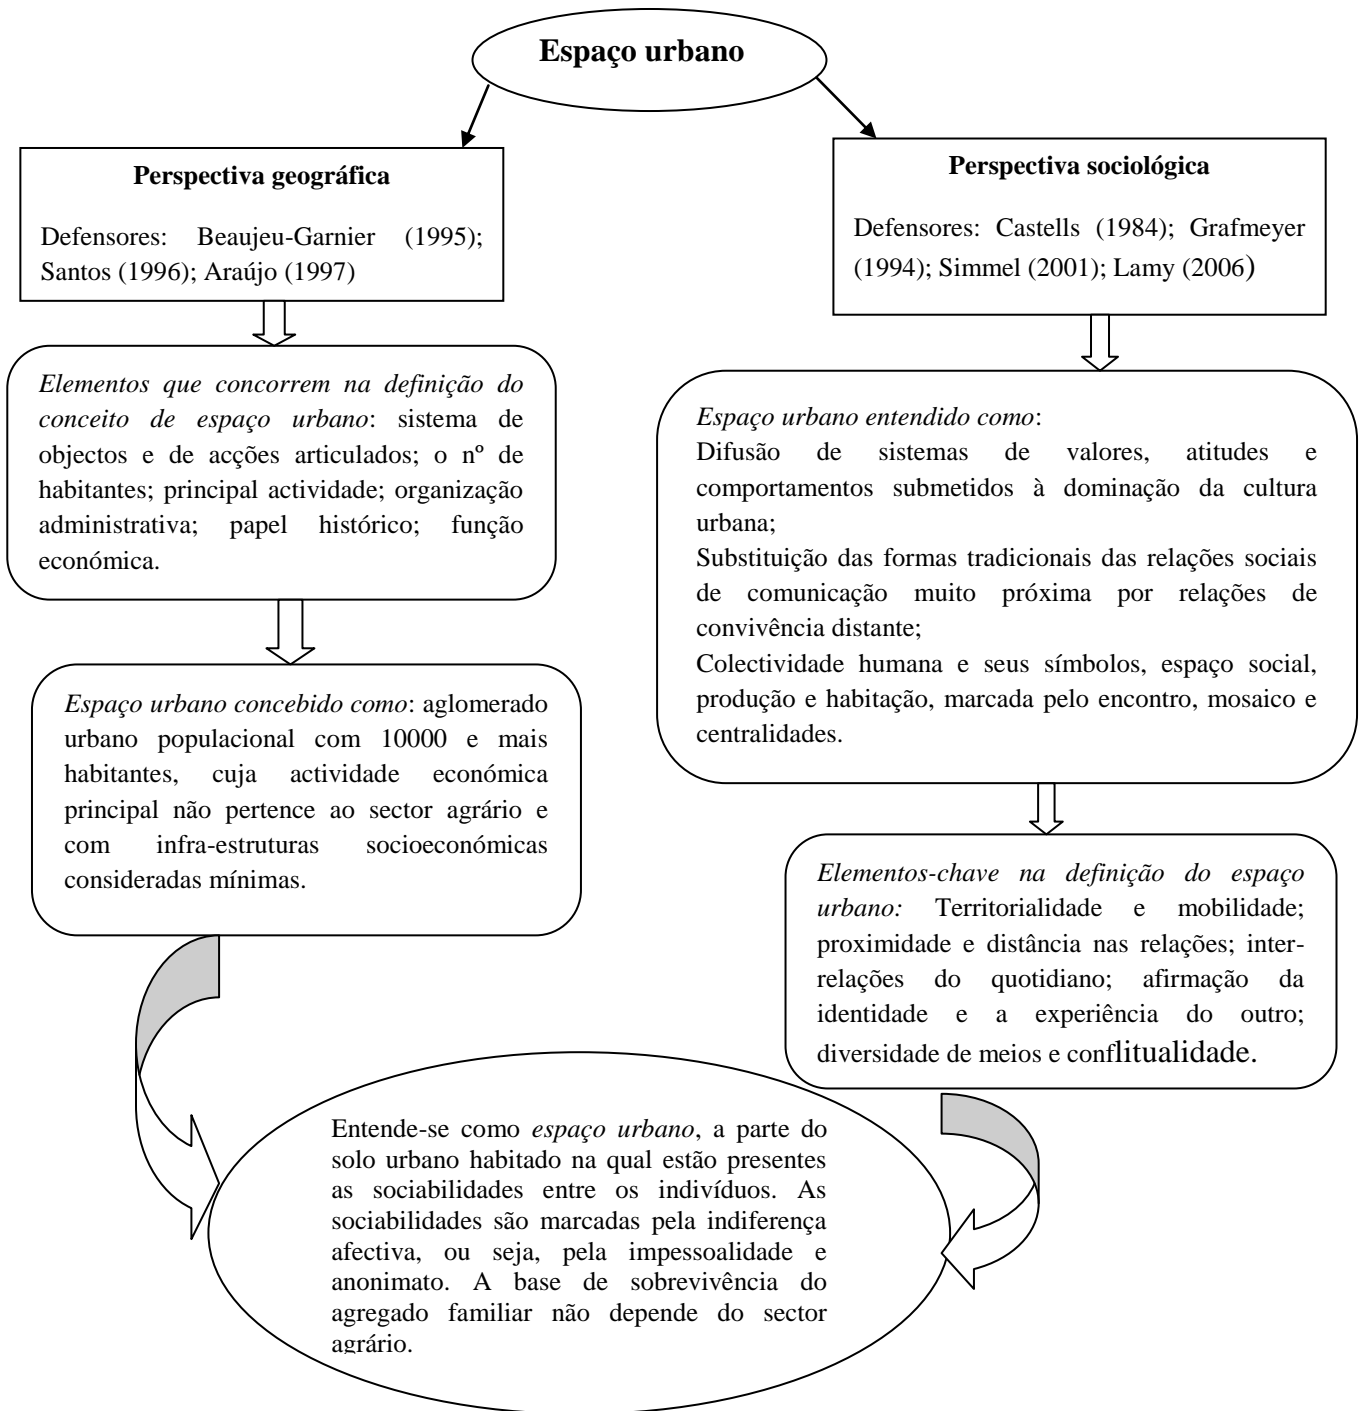 Espaço urbano
Perspectiva geográfica
Defensores: Beaujeu-Garnier (1995);
Santos (1996); Araújo (1997)
Elementos que concorrem na definição do
conceito de espaço urbano: sistema de
objectos e de acções articulados; o nº de
habitantes; principal actividade; organização
administrativa; papel histórico; função
económica.
Espaço urbano concebido como: aglomerado
urbano populacional com 10000 e mais
habitantes, cuja actividade económica
principal não pertence ao sector agrário e
com infra-estruturas socioeconómicas
consideradas mínimas.
Perspectiva sociológica
Defensores: Castells (1984); Grafmeyer
(1994); Simmel (2001); Lamy (2006)
Espaço urbano entendido como:
Difusão de sistemas de valores, atitudes e
comportamentos submetidos à dominação da cultura
urbana;
Substituição das formas tradicionais das relações sociais
de comunicação muito próxima por relações de
convivência distante;
Colectividade humana e seus símbolos, espaço social,
produção e habitação, marcada pelo encontro, mosaico e
centralidades.
Elementos-chave na definição do espaço
urbano: Territorialidade e mobilidade;
proximidade e distância nas relações; inter-
relações do quotidiano; afirmação da
identidade e a experiência do outro;
diversidade de meios e conflitualidade.
Entende-se como espaço urbano, a parte do
solo urbano habitado na qual estão presentes
as sociabilidades entre os indivíduos. As
sociabilidades são marcadas pela indiferença
afectiva, ou seja, pela impessoalidade e
anonimato. A base de sobrevivência do
agregado familiar não depende do sector
agrário.